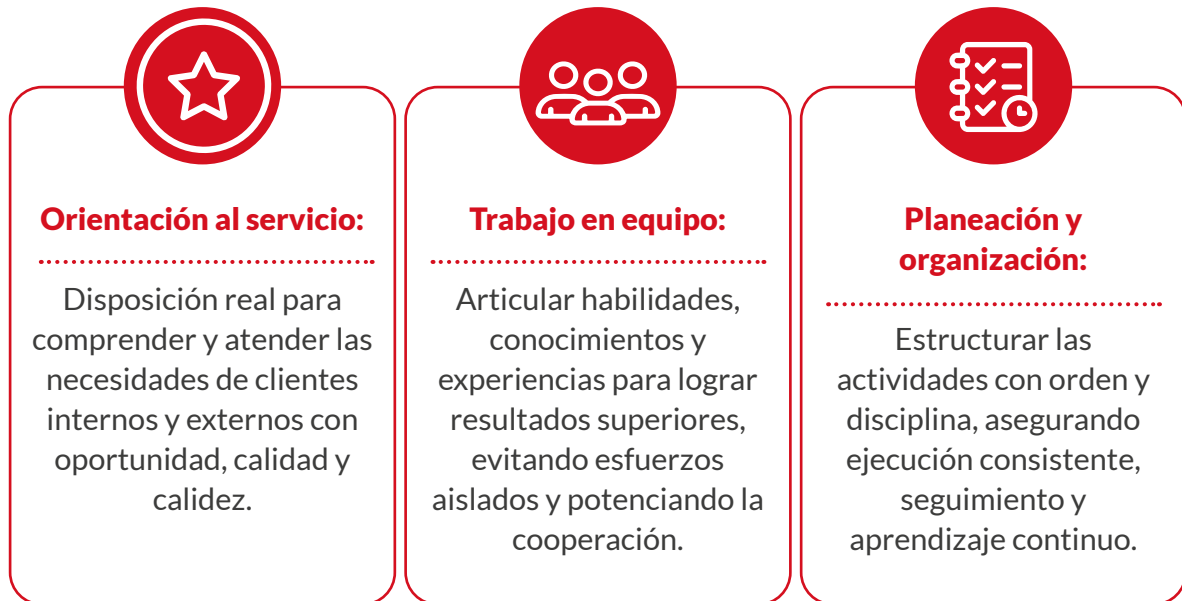 Orientación al servicio:
Disposición real para
comprender y atender las
necesidades de clientes
internos y externos con
oportunidad, calidad y
calidez.
Trabajo en equipo:
Articular habilidades,
conocimientos y
experiencias para lograr
resultados superiores,
evitando esfuerzos
aislados y potenciando la
cooperación.
Planeación y
organización:
Estructurar las
actividades con orden y
disciplina, asegurando
ejecución consistente,
seguimiento y
aprendizaje continuo.